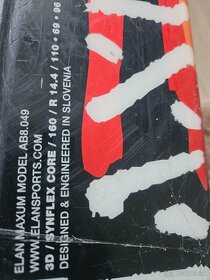 ELAN MAXUM MODEL AB8.049
WWW.ELANSPORTS.COM
3D / SYNFLEX CORE / 160 / R 14.4 / 110 • 69 • 96
DESIGNED & ENGINEERED IN SLOVENIA